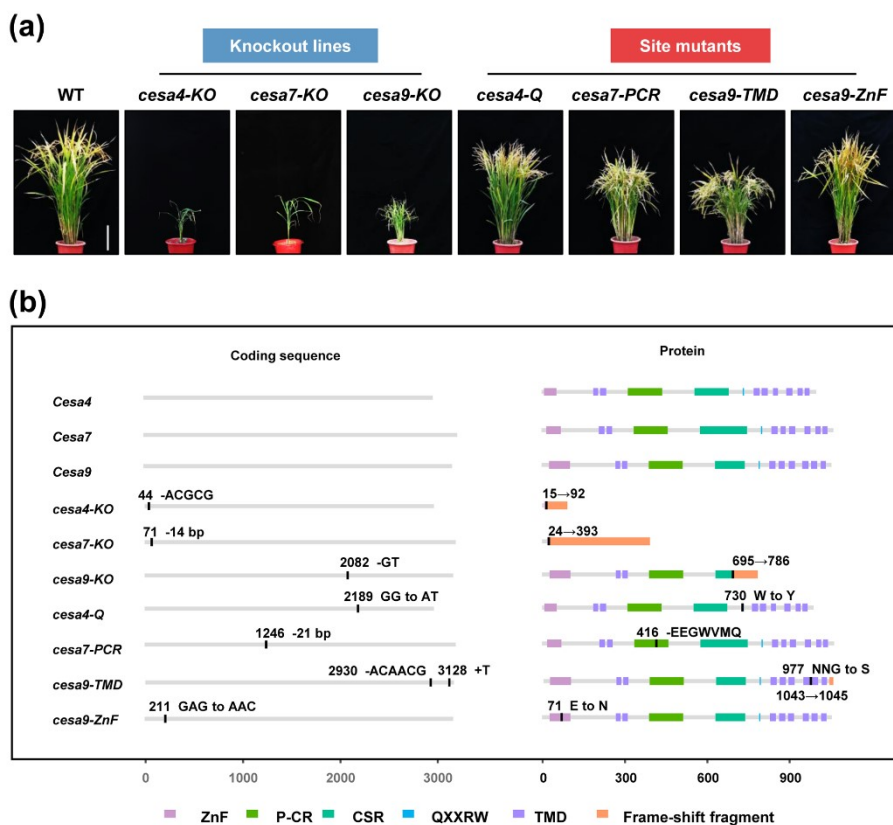 (a)
Knockout lines Site mutants
WT cesa4-KO cesa7-KO cesa9-KO cesa4-Q cesa7-PCR cesa9-TMD cesa9-ZnF
(b)
Coding sequence Protein
Cesa4
Cesa7
Cesa9
cesa4-KO 44 -ACGCG 15→92
cesa7-KO 71 -14 bp 24→393
cesa9-KO 2082 -GT 695→786
cesa4-Q 2189 GG to AT 730 W to Y
cesa7-PCR 1246 -21 bp 416 -EEGWVMQ
cesa9-TMD 2930 -ACAACG 3128 +T 977 NNG to S
1043→1045
cesa9-ZnF 211 GAG to AAC 71 E to N
0 1000 2000 3000 0 300 600 900
ZnF P-CR CSR QXXRW TMD Frame-shift fragment